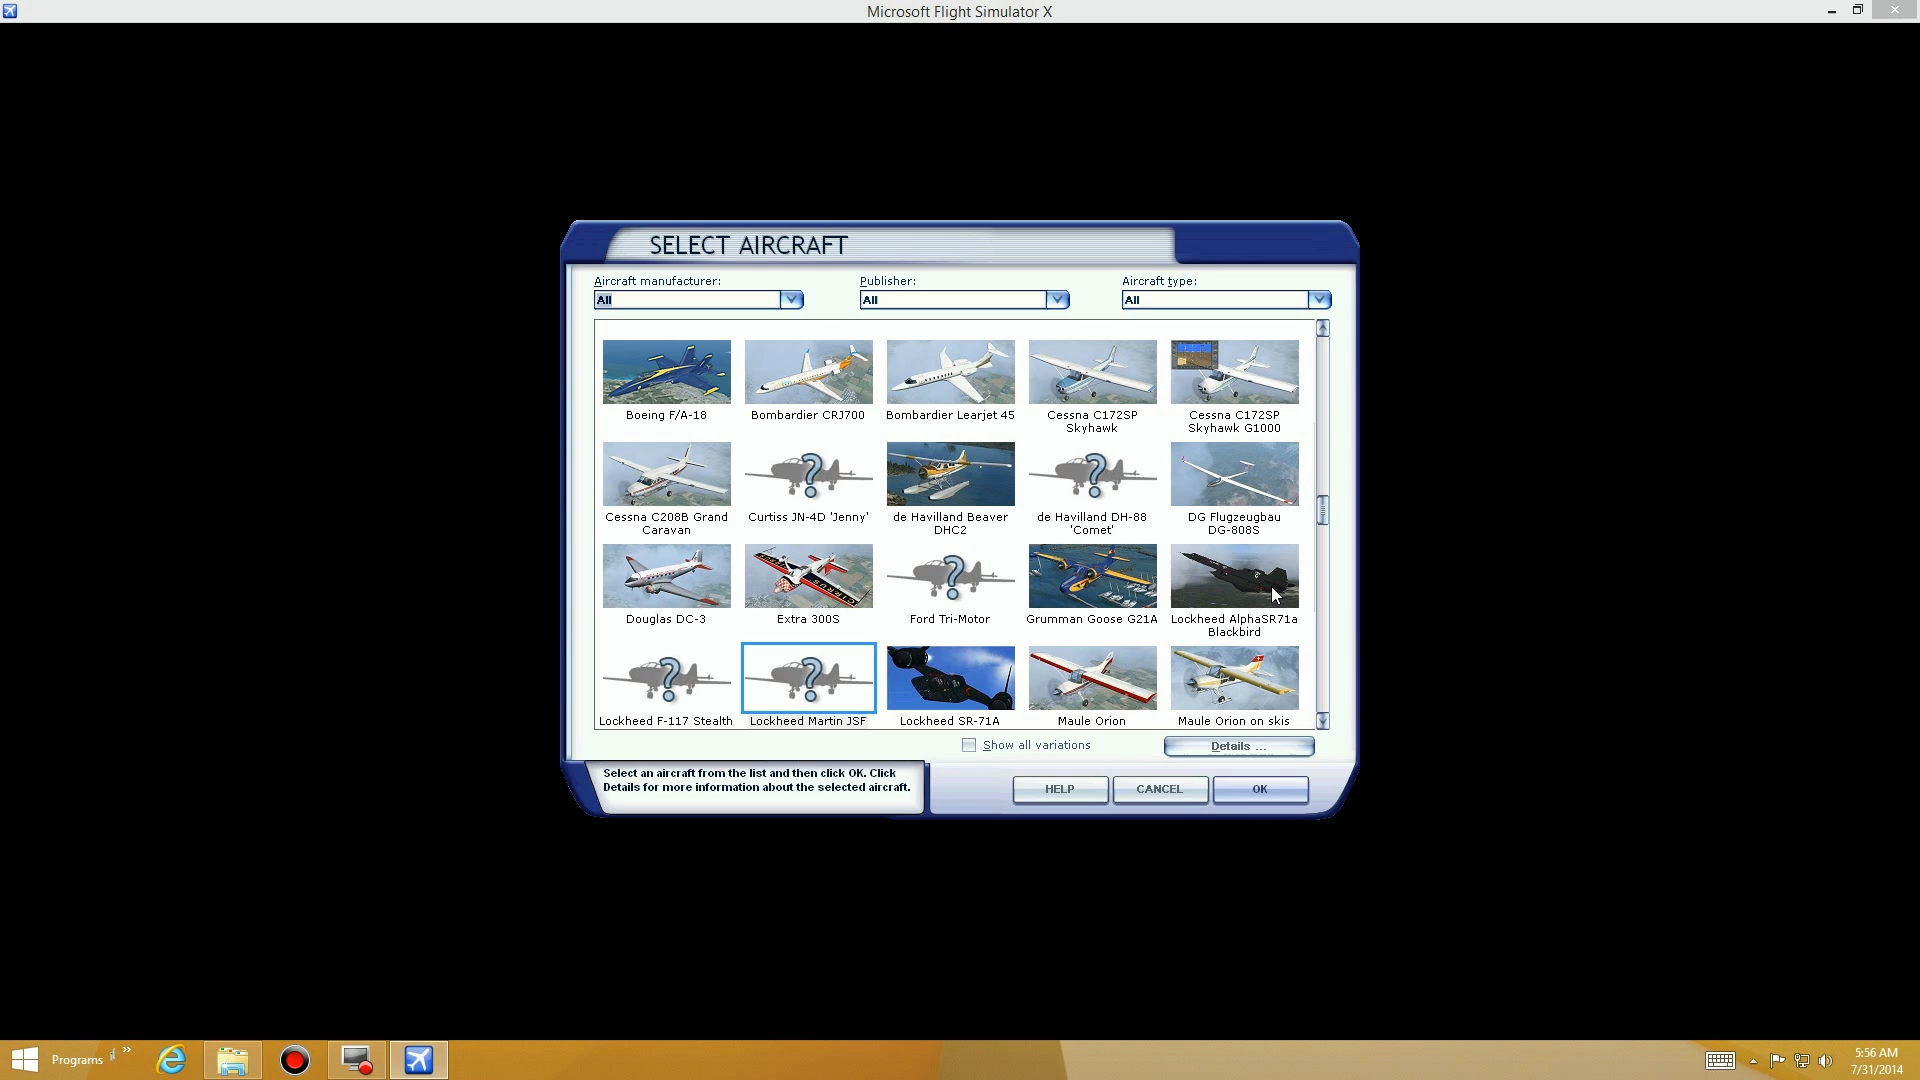 Microsoft Flight Simulator X
SELECT AIRCRAFT
Aircraft manufacturer:
Publisher:
Aircraft type:
All
All
All
Boeing F/A-18
Bombardier CRJ700
Bombardier Learjet 45
Cessna C172SP
Skyhawk
Cessna C172SP
Skyhawk G1000
Cessna C208B Grand
Caravan
Curtiss JN-4D 'Jenny'
de Havilland Beaver
DHC2
de Havilland DH-88
'Comet'
DG Flugzeugbau
DG-808S
Douglas DC-3
Extra 300S
Ford Tri-Motor
Grumman Goose G21A
Lockheed AlphaSR71a
Blackbird
Lockheed F-117 Stealth
Lockheed Martin JSF
Lockheed SR-71A
Maule Orion
Maule Orion on skis
Show all variations
Details ...
Select an aircraft from the list and then click OK. Click
Details for more information about the selected aircraft.
HELP
CANCEL
OK
Programs
5:56 AM
7/31/2014